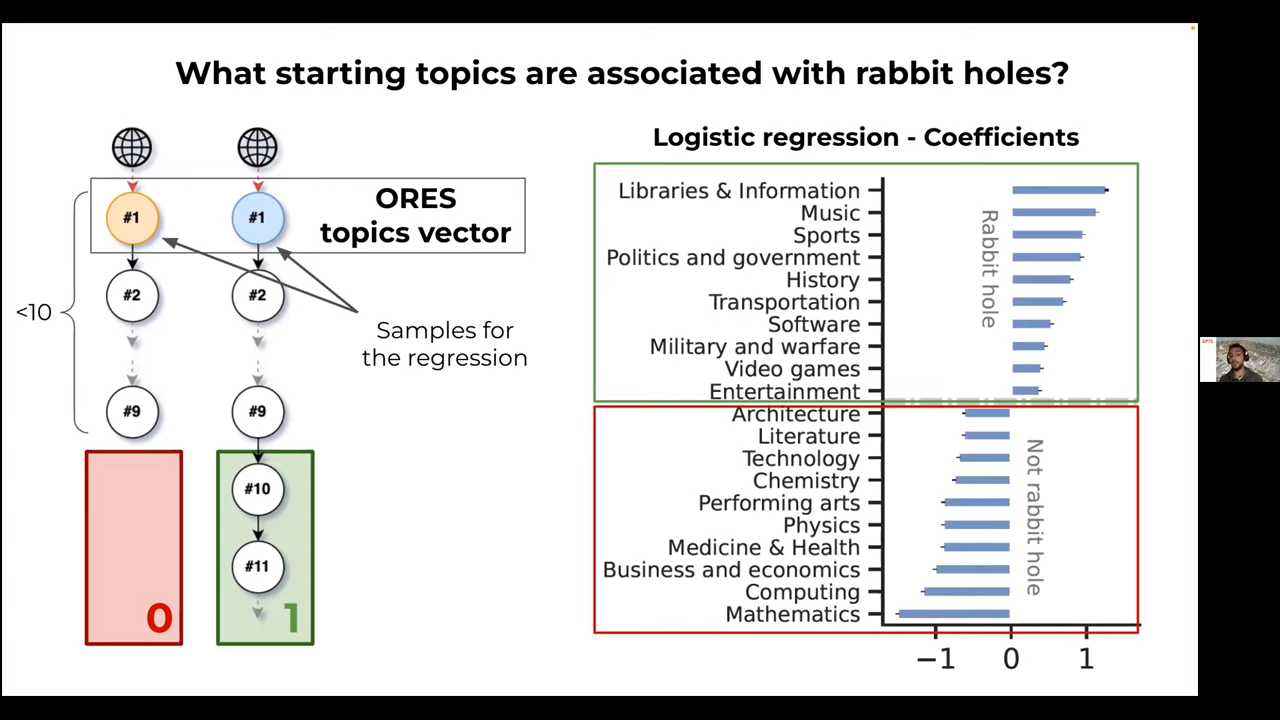 What starting topics are associated with rabbit holes?
#1
#1
ORES
topics vector
#2
#2
<10
Samples for
the regression
#9
#9
#10
#11
0
1
Logistic regression - Coefficients
Libraries & Information
Music
Sports
Politics and government
History
Transportation
Software
Military and warfare
Video games
Entertainment
Rabbit hole
Architecture
Literature
Technology
Chemistry
Performing arts
Physics
Medicine & Health
Business and economics
Computing
Mathematics
Not rabbit hole
−1
0
1
EPFL